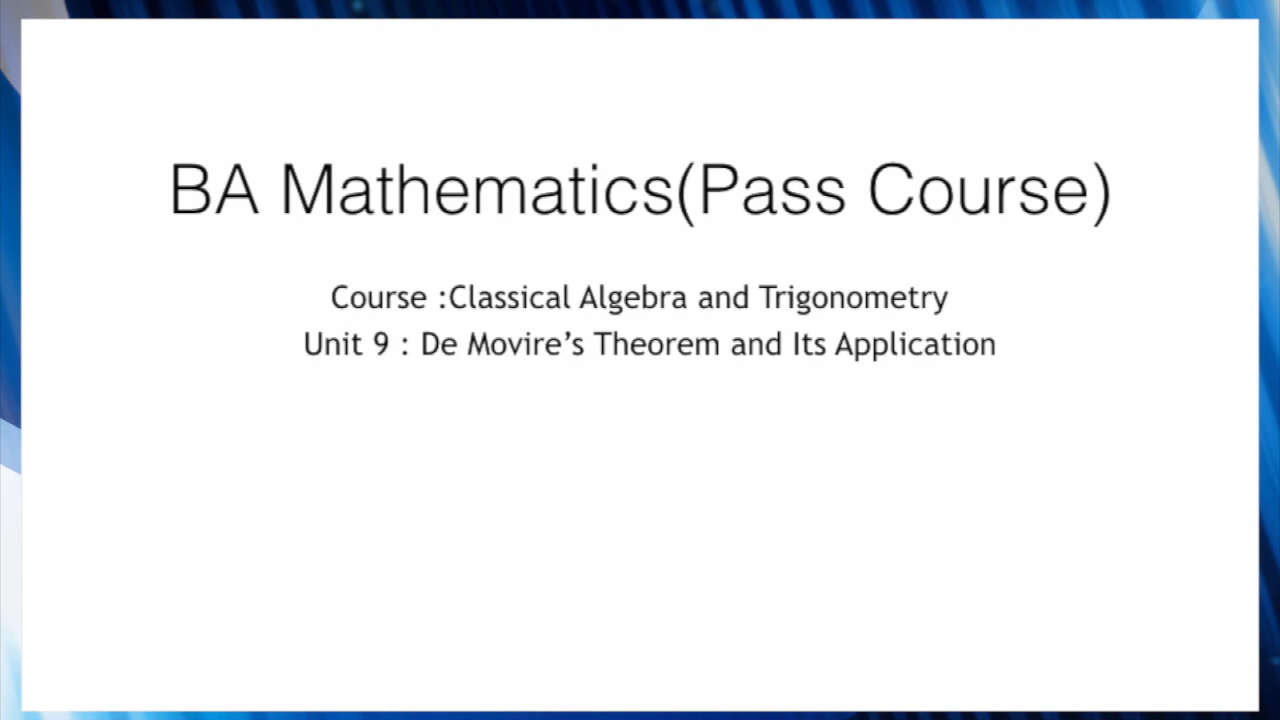 BA Mathematics(Pass Course)
Course :Classical Algebra and Trigonometry
Unit 9 : De Movire’s Theorem and Its Application